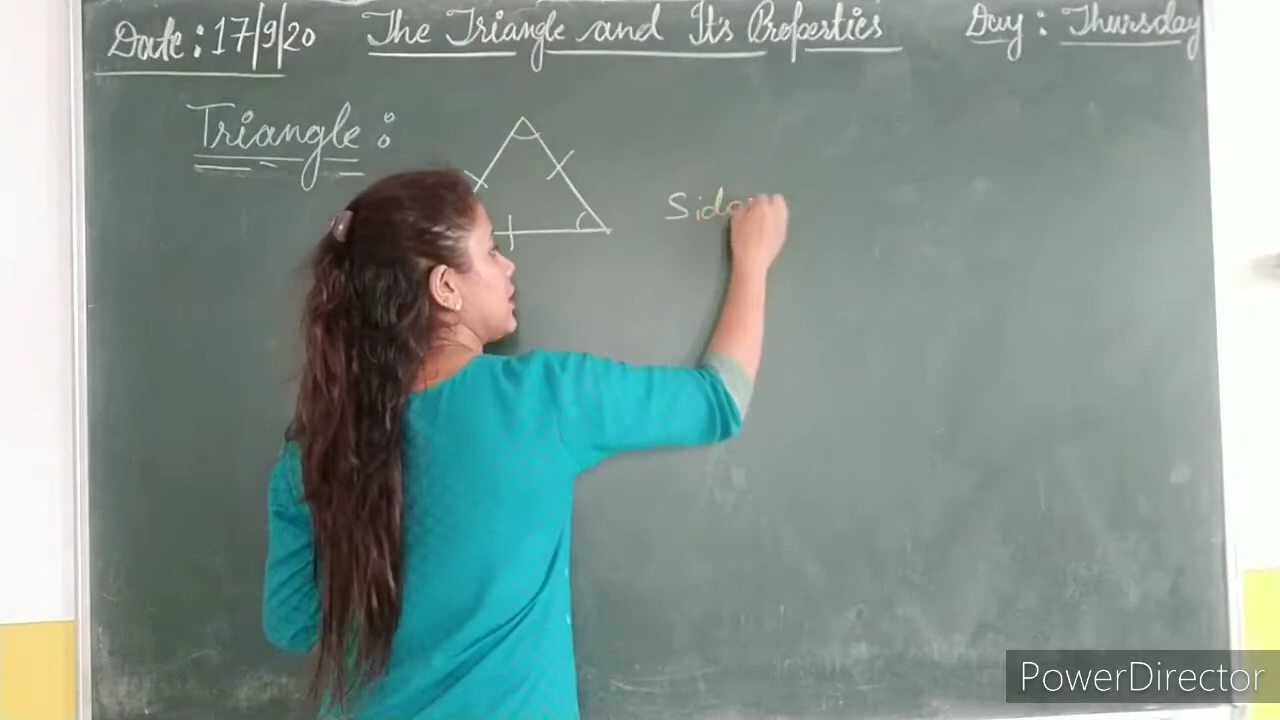 Date: 17/9/20 The Triangle and It's Properties Day: Thursday
Triangle:
PowerDirector